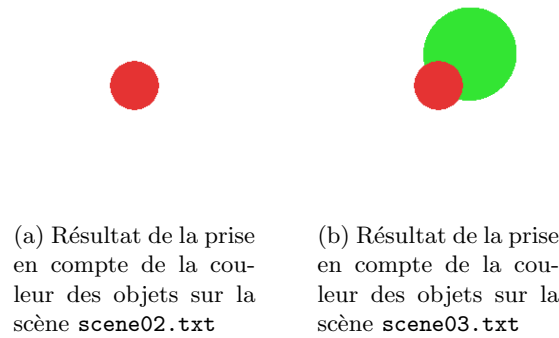 (a) Résultat de la prise
en compte de la cou-
leur des objets sur la
scène scene02.txt
(b) Résultat de la prise
en compte de la cou-
leur des objets sur la
scène scene03.txt